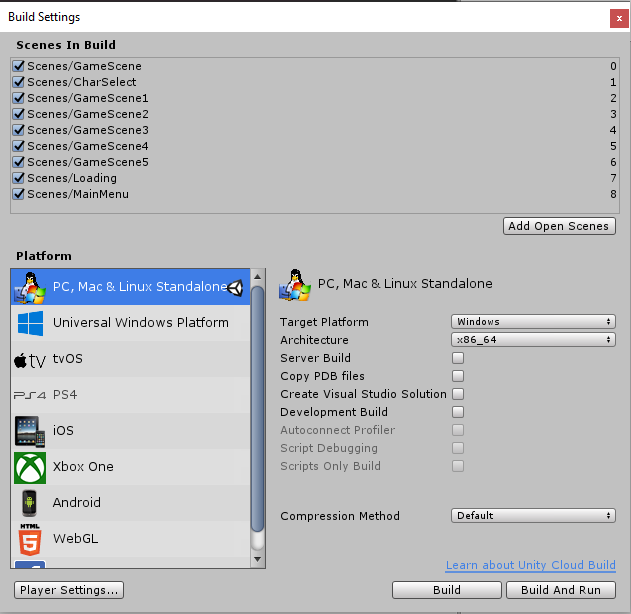 Build Settings
x
Scenes In Build
Scenes/GameScene 0
Scenes/CharSelect 1
Scenes/GameScene1 2
Scenes/GameScene2 3
Scenes/GameScene3 4
Scenes/GameScene4 5
Scenes/GameScene5 6
Scenes/Loading 7
Scenes/MainMenu 8
Add Open Scenes
Platform
PC, Mac & Linux Standalone
Universal Windows Platform
tv tvOS
PS4 PS4
iOS
Xbox One
Android
HTML 5 WebGL
PC, Mac & Linux Standalone
Target Platform Windows
Architecture x86_64
Server Build
Copy PDB files
Create Visual Studio Solution
Development Build
Autoconnect Profiler
Script Debugging
Scripts Only Build
Compression Method Default
Learn about Unity Cloud Build
Player Settings...
Build
Build And Run